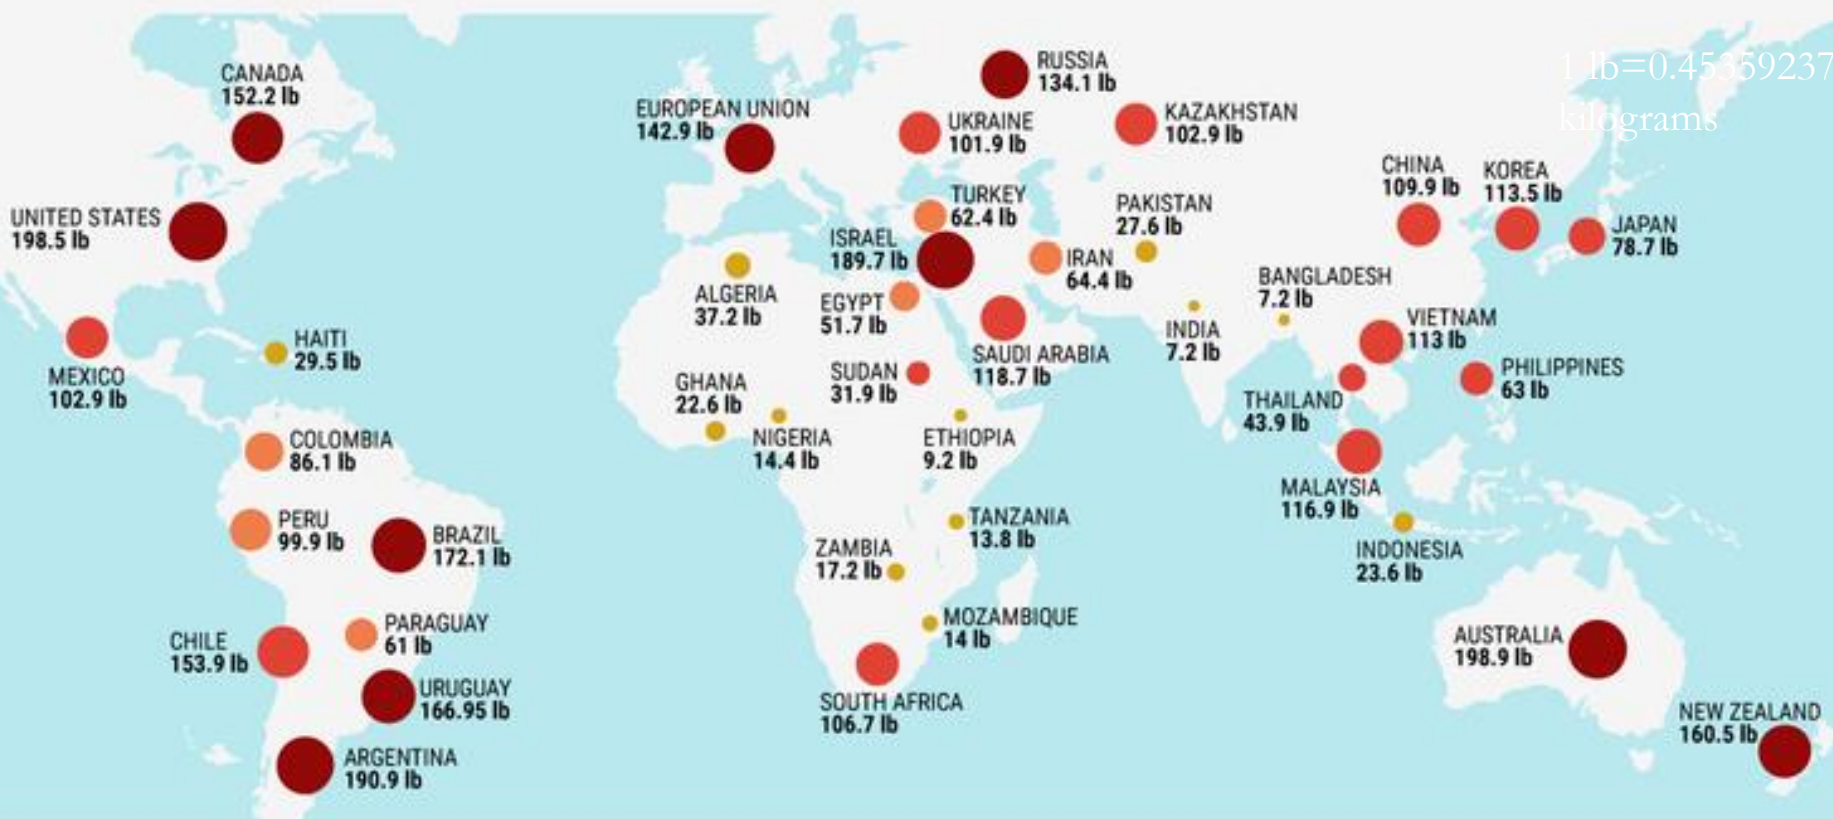 CANADA
152.2 lb
UNITED STATES
198.5 lb
MEXICO
102.9 lb
HAITI
29.5 lb
COLOMBIA
86.1 lb
PERU
99.9 lb
BRAZIL
172.1 lb
PARAGUAY
61 lb
CHILE
153.9 lb
URUGUAY
166.95 lb
ARGENTINA
190.9 lb
EUROPEAN UNION
142.9 lb
RUSSIA
134.1 lb
UKRAINE
101.9 lb
KAZAKHSTAN
102.9 lb
TURKEY
62.4 lb
ISRAEL
189.7 lb
PAKISTAN
27.6 lb
IRAN
64.4 lb
ALGERIA
37.2 lb
EGYPT
51.7 lb
SAUDI ARABIA
118.7 lb
SUDAN
31.9 lb
GHANA
22.6 lb
NIGERIA
14.4 lb
ETHIOPIA
9.2 lb
TANZANIA
13.8 lb
ZAMBIA
17.2 lb
MOZAMBIQUE
14 lb
SOUTH AFRICA
106.7 lb
INDIA
7.2 lb
BANGLADESH
7.2 lb
CHINA
109.9 lb
KOREA
113.5 lb
JAPAN
78.7 lb
VIETNAM
113 lb
PHILIPPINES
63 lb
THAILAND
43.9 lb
MALAYSIA
116.9 lb
INDONESIA
23.6 lb
AUSTRALIA
198.9 lb
NEW ZEALAND
160.5 lb
1 lb=0.45359237
kilograms